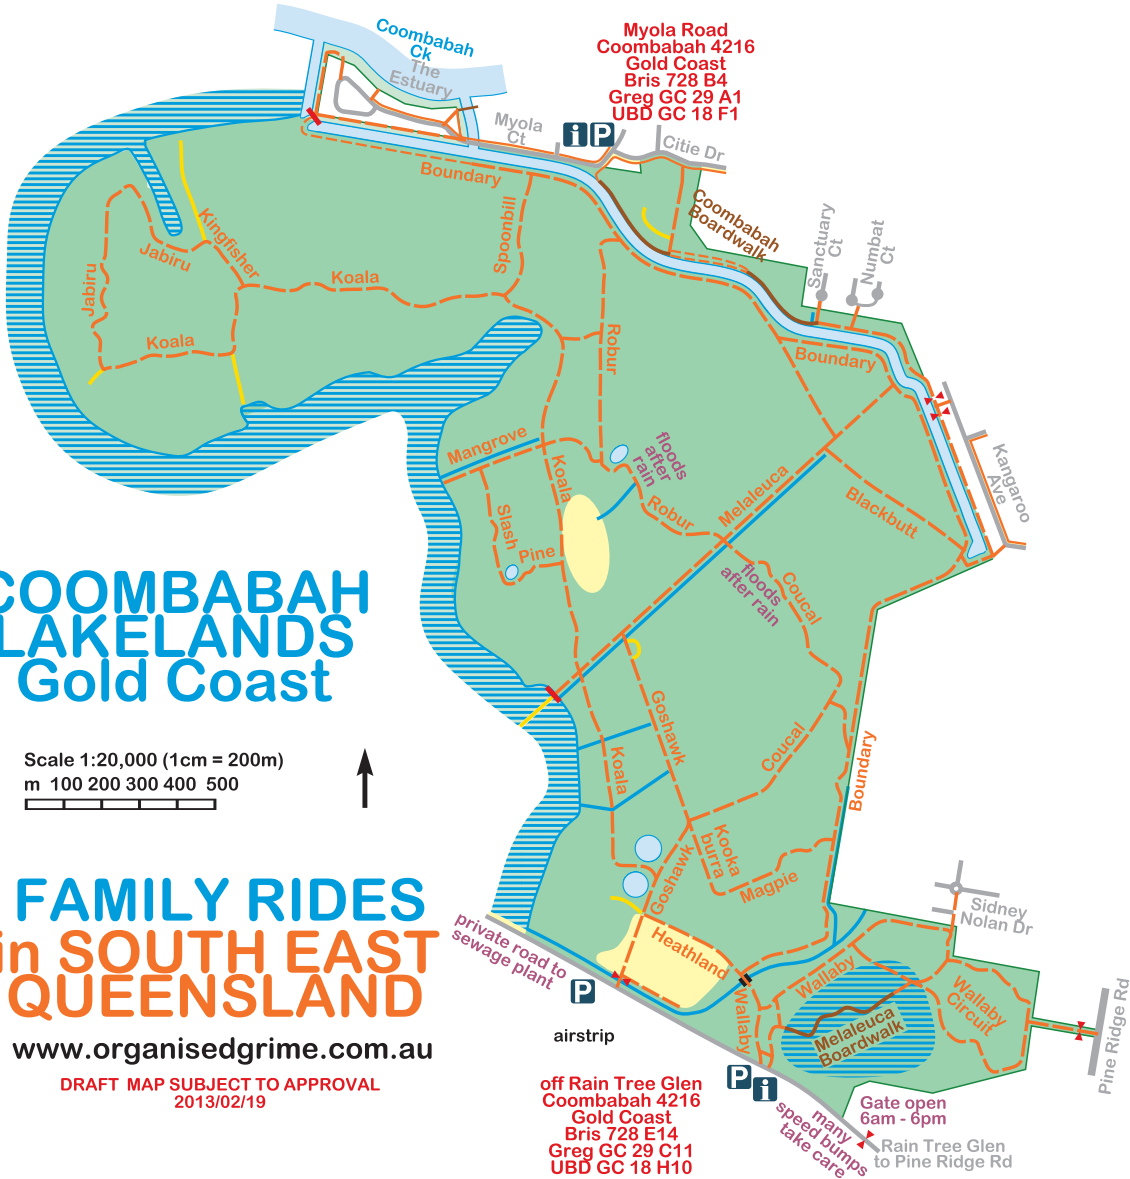 Coombabah
Ck
The
Estuary
Myola Road
Coombabah 4216
Gold Coast
Bris 728 B4
Greg GC 29 A1
UBD GC 18 F1
i P
Myola
Ct
Citie Dr
Boundary
Spoonbill
Coombabah
Boardwalk
Sanctuary
Ct
Numbat
Ct
Kingfisher
Jabiru
Jabiru
Koala
Koala
Robur
Boundary
Kangaroo
Ave
Mangrove
Koala
floods
after
rain
Slash
Pine
Robur
Melaleuca
Blackbutt
floods
after rain
Coucal
COOMBABAH
LAKELANDS
Gold Coast
Goshawk
Koala
Coucal
Boundary
Scale 1:20,000 (1cm = 200m)
m 100 200 300 400 500
Kooka
burra
Goshawk
Magpie
FAMILY RIDES
in SOUTH EAST
QUEENSLAND
www.organisedgrime.com.au
DRAFT MAP SUBJECT TO APPROVAL
2013/02/19
private road to
sewage plant
P
airstrip
Heathland
Wallaby
Wallaby
Wallaby
Circuit
Melaleuca
Boardwalk
Sidney
Nolan Dr
Pine Ridge Rd
P i
off Rain Tree Glen
Coombabah 4216
Gold Coast
Bris 728 E14
Greg GC 29 C11
UBD GC 18 H10
many
speed bumps
take care
Gate open
6am - 6pm
Rain Tree Glen
to Pine Ridge Rd